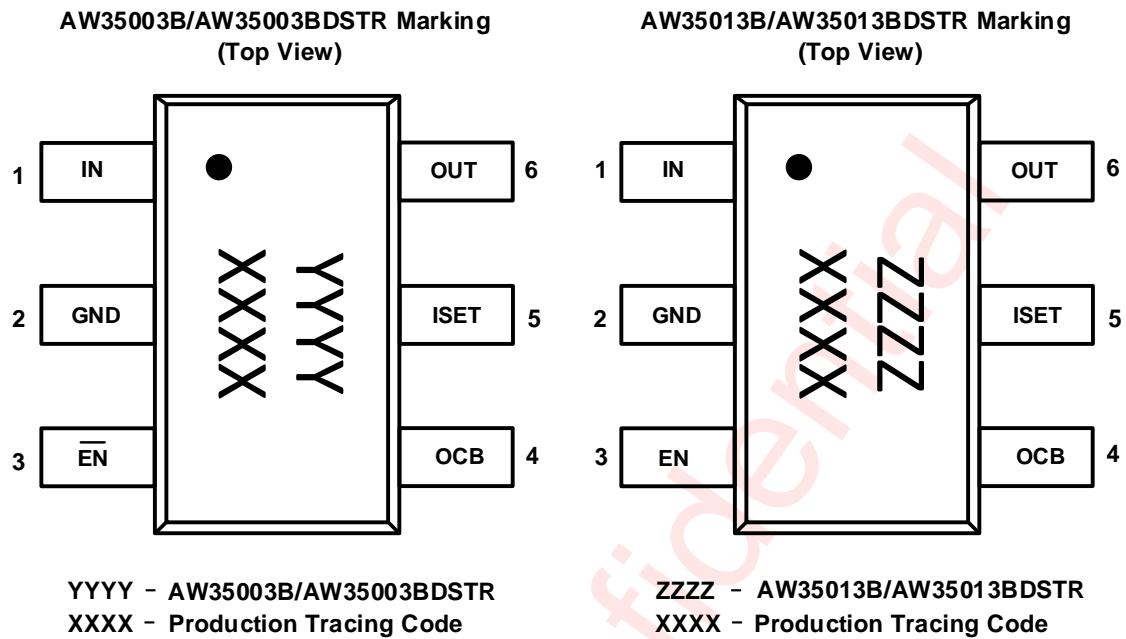 AW35003B/AW35003BDSTR Marking
(Top View)
1 IN
OUT 6
2 GND
ISET 5
3 E̅N̅
OCB 4
XXXX
YYYY
YYYY - AW35003B/AW35003BDSTR
XXXX - Production Tracing Code
AW35013B/AW35013BDSTR Marking
(Top View)
1 IN
OUT 6
2 GND
ISET 5
3 EN
OCB 4
XXXX
ZZZZ
ZZZZ - AW35013B/AW35013BDSTR
XXXX - Production Tracing Code
fidential